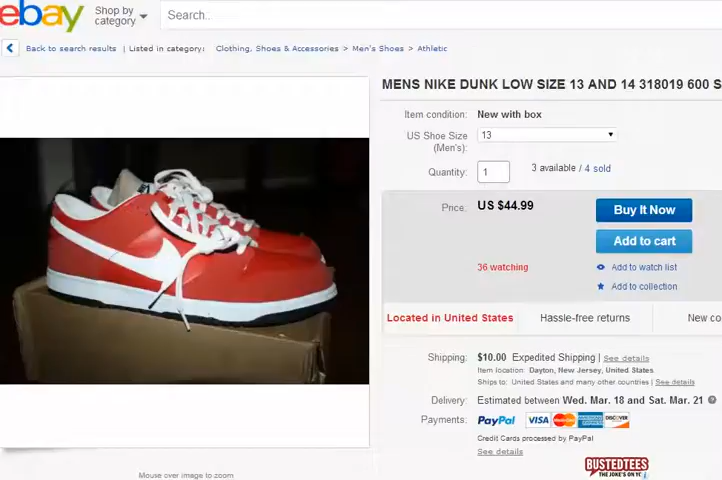 ebay
Shop by
category
Search..
Back to search results | Listed in category: Clothing, Shoes & Accessories > Men's Shoes > Athletic
MENS NIKE DUNK LOW SIZE 13 AND 14 318019 600 S
Item condition: New with box
US Shoe Size
(Men's):
13
Quantity: 1 3 available / 4 sold
Price: US $44.99
Buy It Now
Add to cart
36 watching
Add to watch list
Add to collection
Located in United States Hassle-free returns New co
Shipping: $10.00 Expedited Shipping | See details
Item location: Dayton, New Jersey, United States
Ships to: United States and many other countries | See details
Delivery: Estimated between Wed. Mar. 18 and Sat. Mar. 21
Payments: PayPal VISA DISCOVER
Credit Cards processed by PayPal
See details
BUSTEDTEES
THE JOKE'S ON
Mouse over image to zoom